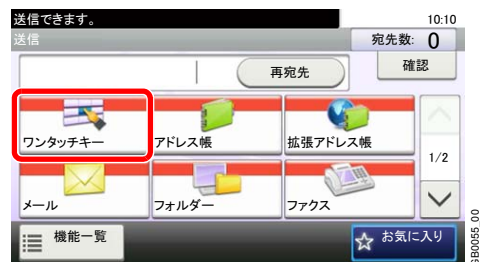 送信できます。 10:10
送信 宛先数: 0
再宛先 確認
ワンタッチキー アドレス帳 拡張アドレス帳
1/2
メール フォルダー ファクス
機能一覧 お気に入り
GB0055_00